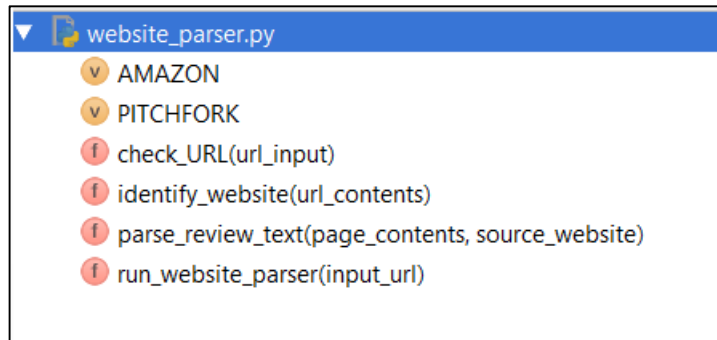 website_parser.py
v AMAZON
v PITCHFORK
f check_URL(url_input)
f identify_website(url_contents)
f parse_review_text(page_contents, source_website)
f run_website_parser(input_url)